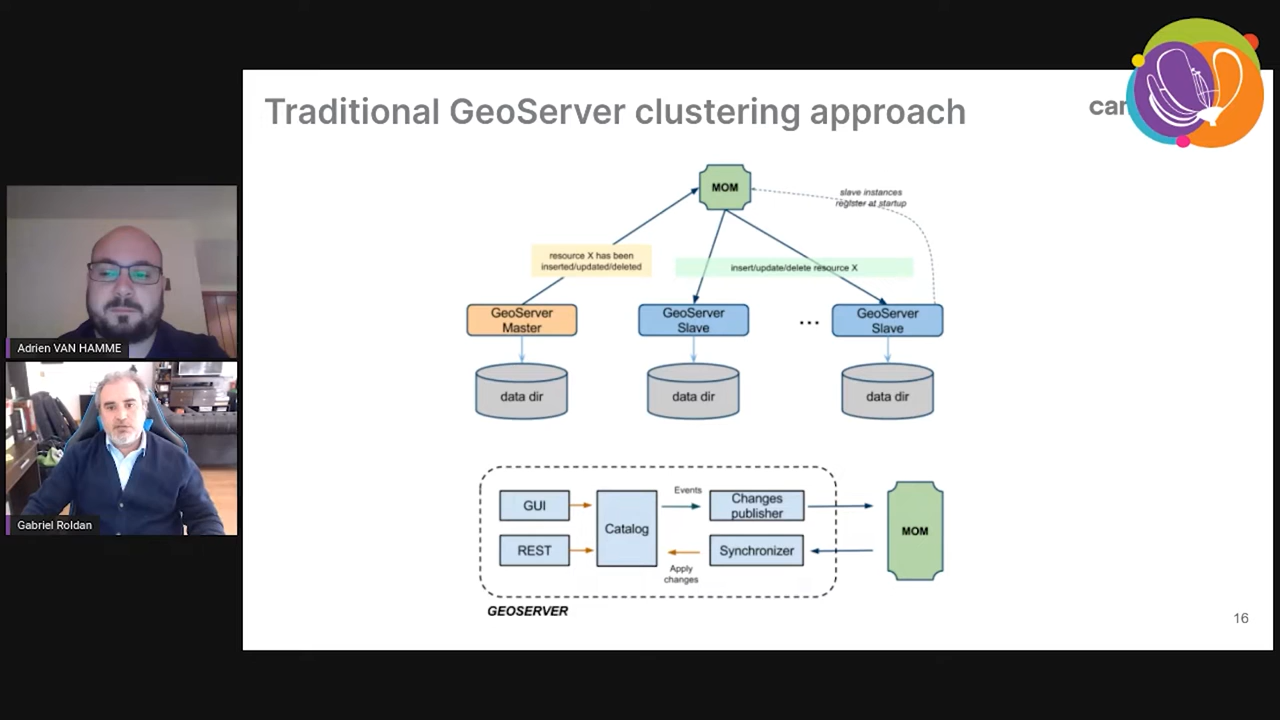 Traditional GeoServer clustering approach
MOM
slave instances
register at startup
resource X has been
inserted/updated/deleted
insert/update/delete resource X
GeoServer
Master
GeoServer
Slave
...
GeoServer
Slave
data dir
data dir
data dir
Adrien VAN HAMME
Gabriel Roldan
GUI
REST
Catalog
Events
Apply
changes
Changes
publisher
Synchronizer
MOM
GEOSERVER
16